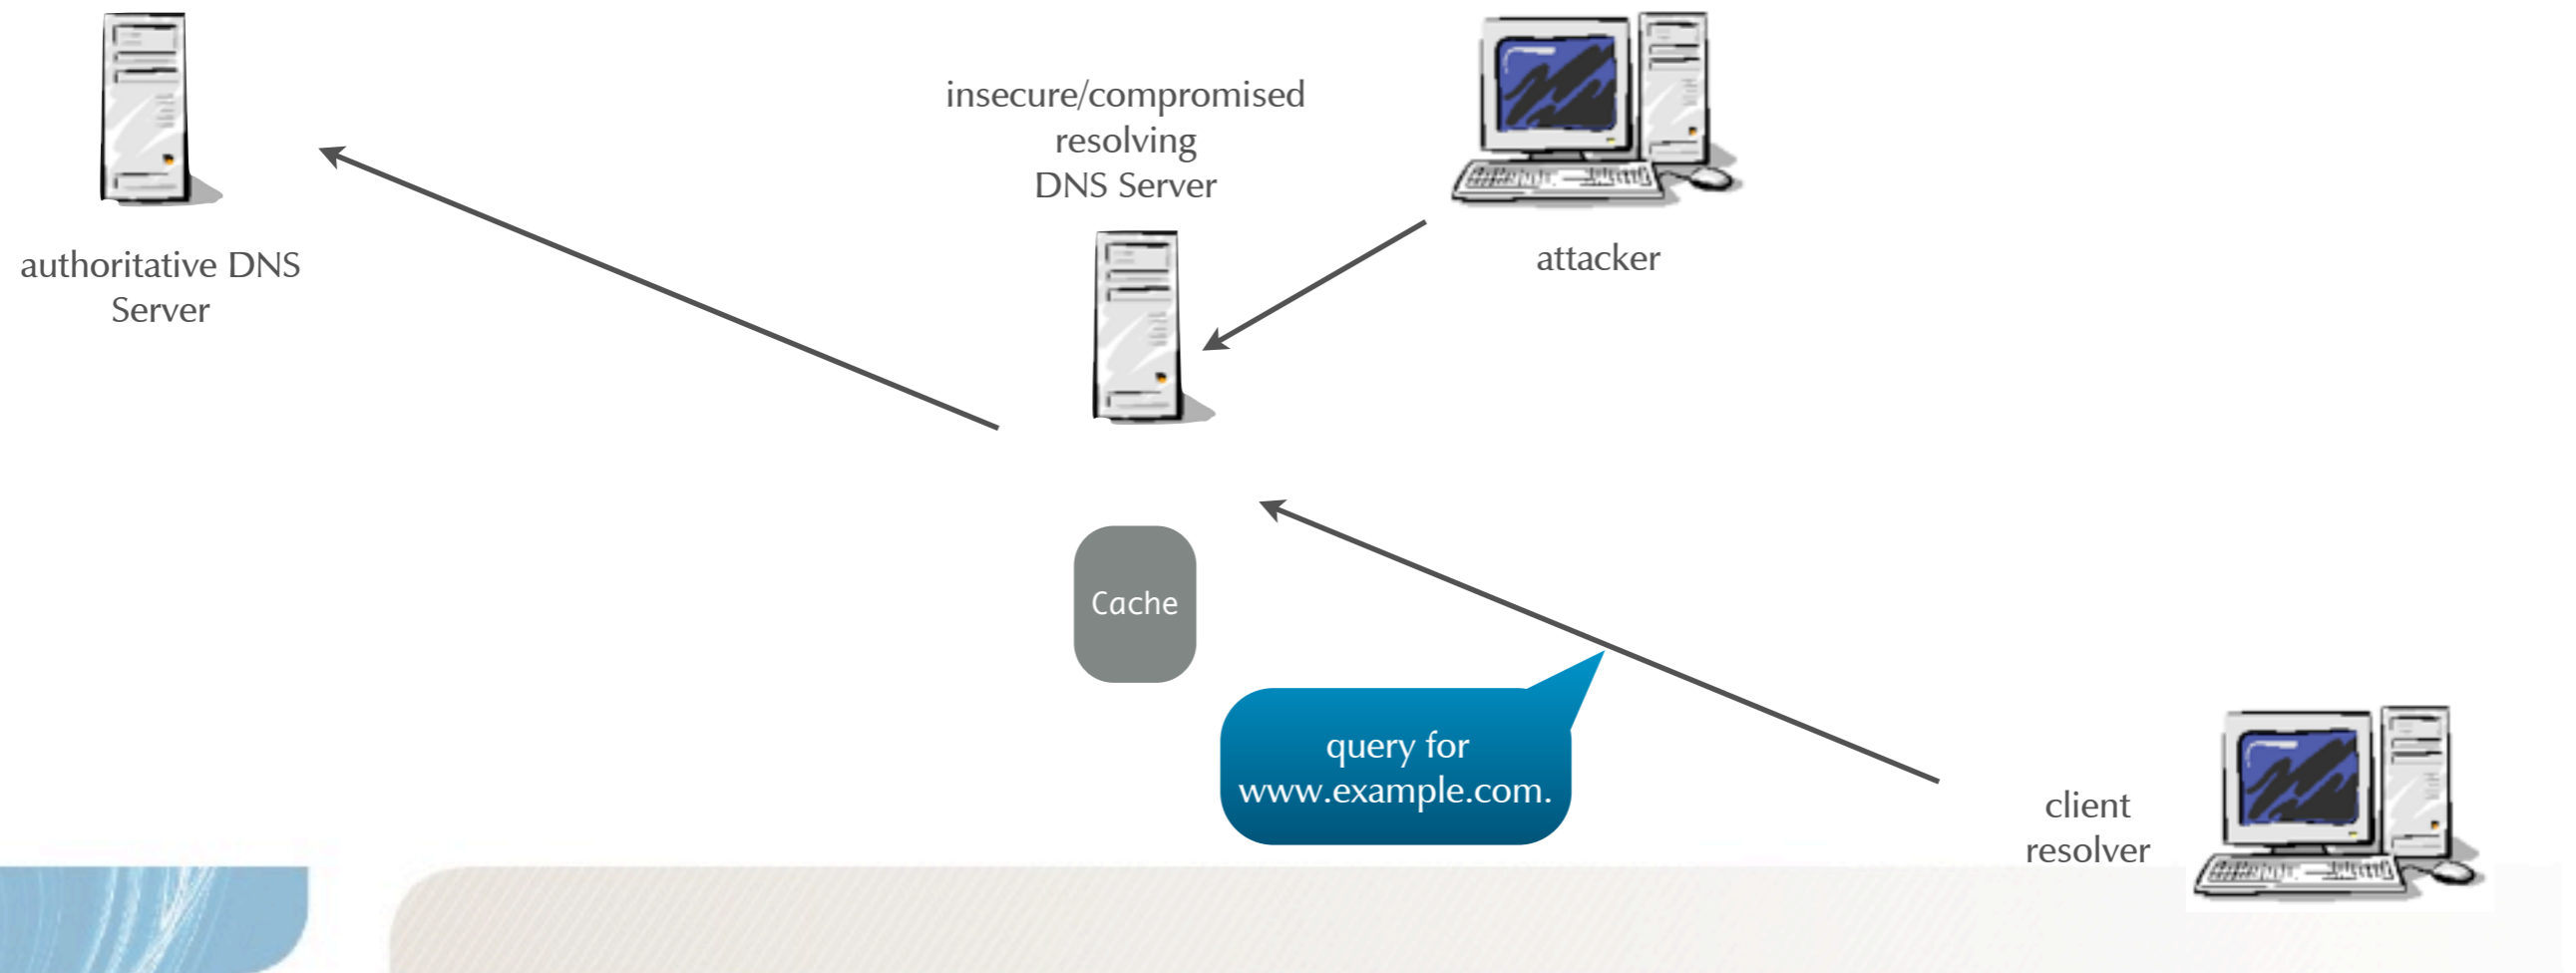 insecure/compromised
resolving
DNS Server
authoritative DNS
Server
attacker
Cache
query for
www.example.com.
client
resolver